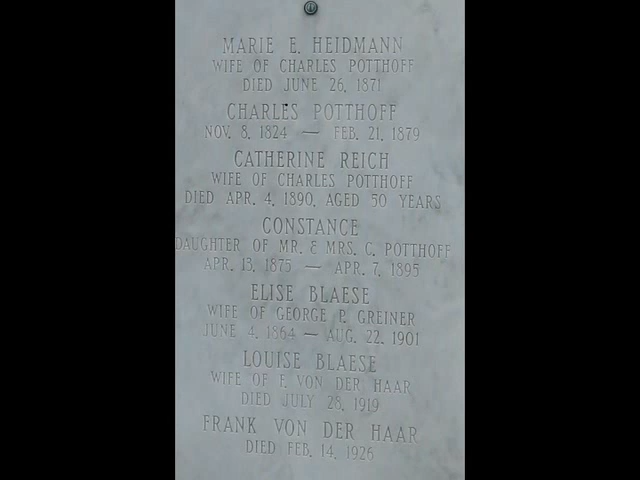 MARIE E. HEIDMANN
WIFE OF CHARLES POTTHOFF
DIED JUNE 26, 1871
CHARLES POTTHOFF
NOV. 8, 1824 — FEB. 21, 1879
CATHERINE REICH
WIFE OF CHARLES POTTHOFF
DIED APR. 4, 1890, AGED 50 YEARS
CONSTANCE
DAUGHTER OF MR. & MRS. C. POTTHOFF
APR. 13, 1875 — APR. 7, 1895
ELISE BLAESE
WIFE OF GEORGE P. GREINER
JUNE 4, 1864 — AUG. 22, 1901
LOUISE BLAESE
WIFE OF F. VON DER HAAR
DIED JULY 28, 1919
FRANK VON DER HAAR
DIED FEB. 14, 1926